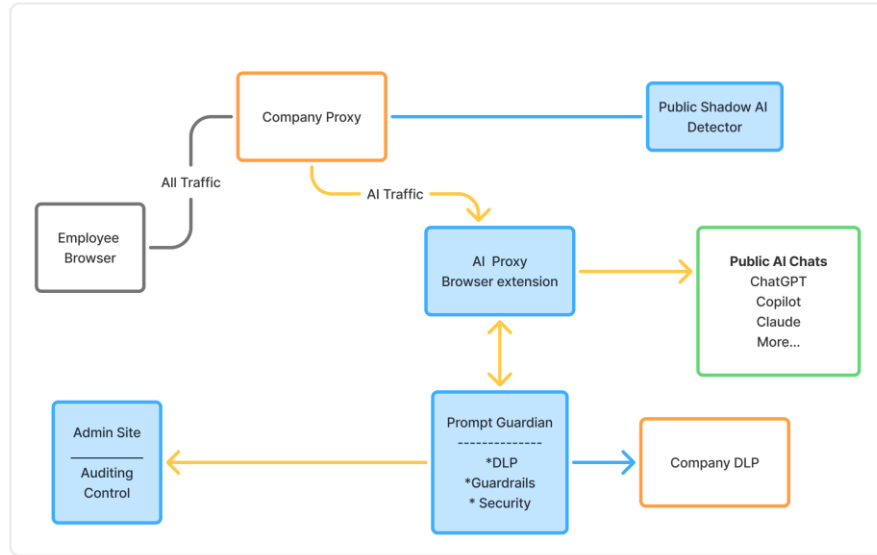 Company Proxy
Public Shadow AI
Detector
All Traffic
AI Traffic
Employee
Browser
AI Proxy
Browser extension
Public AI Chats
ChatGPT
Copilot
Claude
More...
Admin Site
Auditing
Control
Prompt Guardian
--------------
*DLP
*Guardrails
* Security
Company DLP